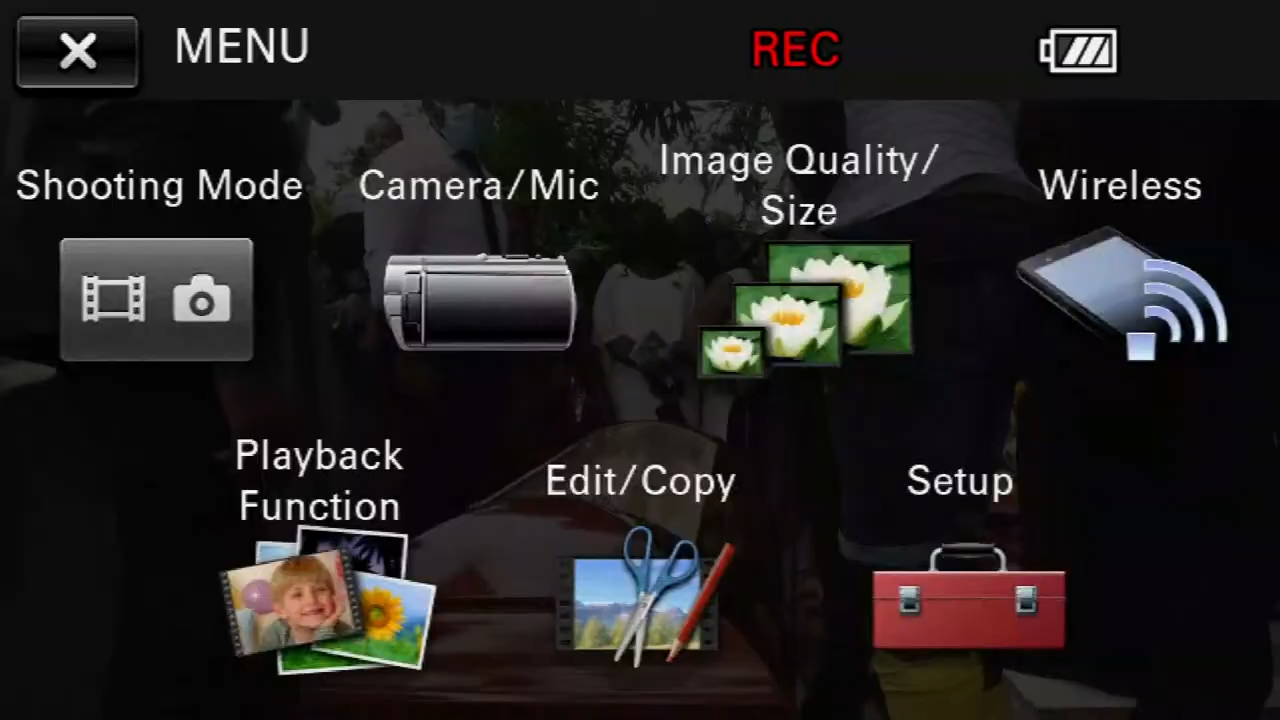 MENU
REC
Shooting Mode
Camera/Mic
Image Quality/
Size
Wireless
Playback
Function
Edit/Copy
Setup